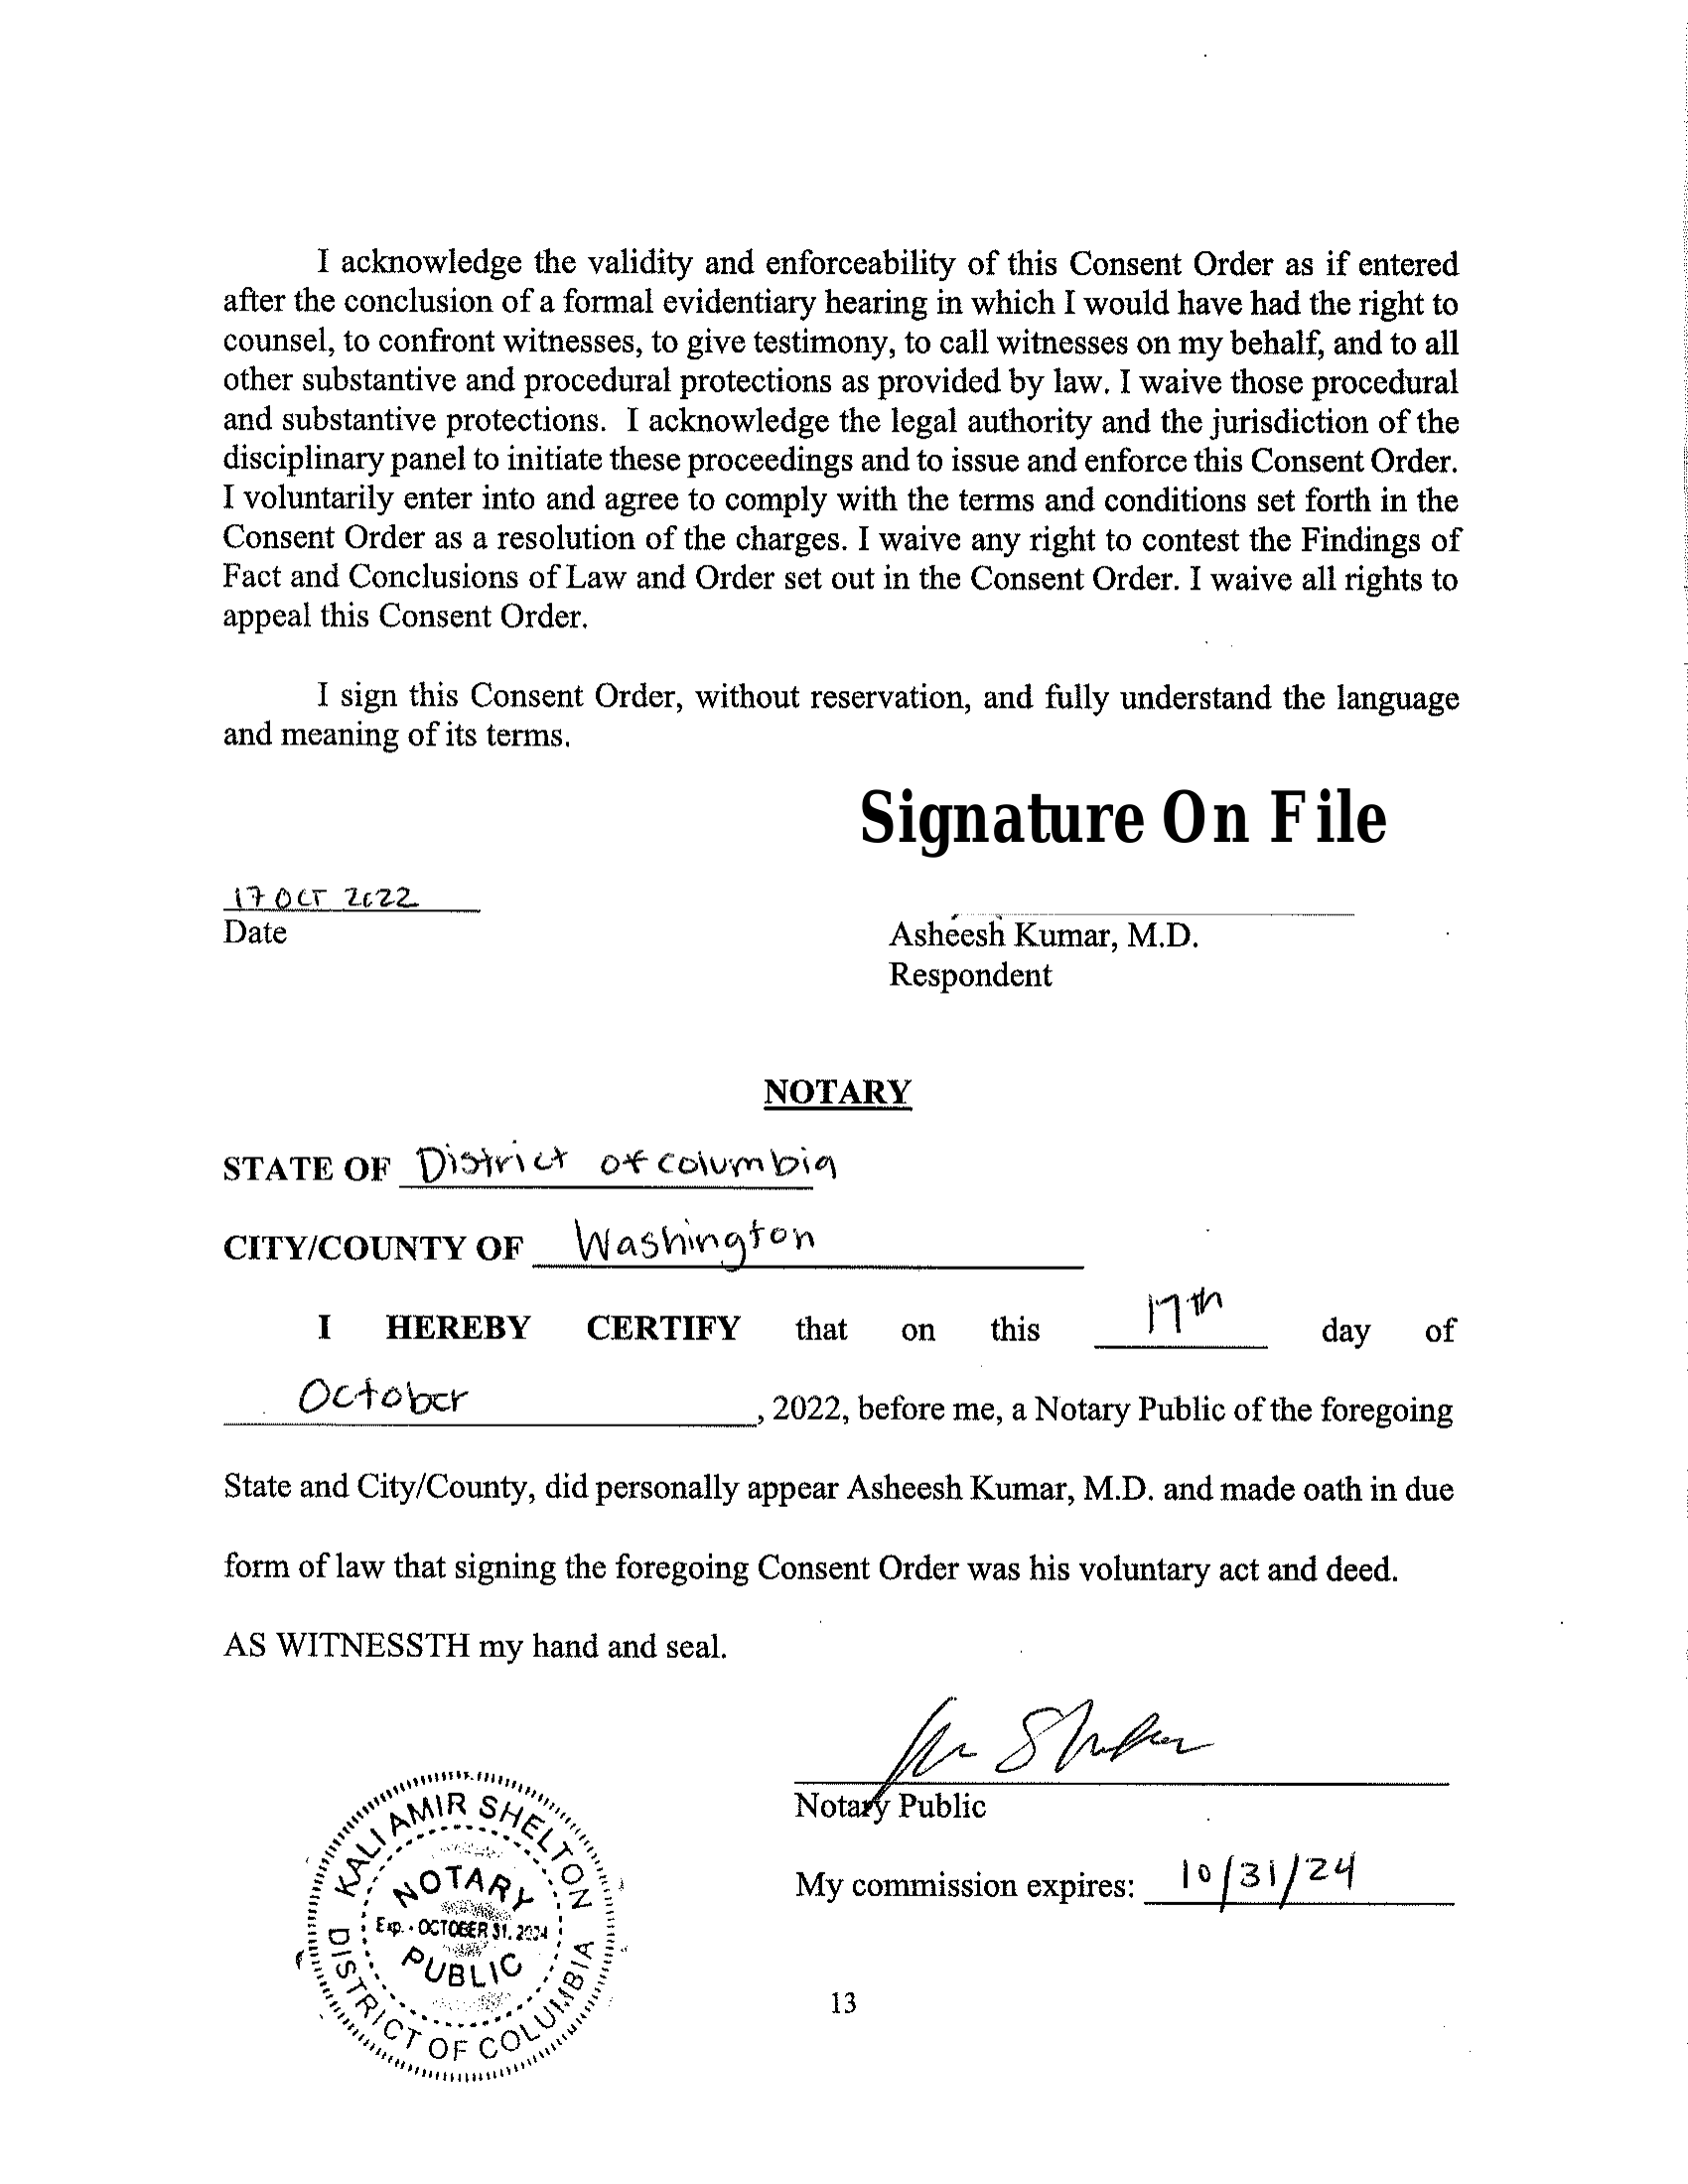 I acknowledge the validity and enforceability of this Consent Order as if entered
after the conclusion of a formal evidentiary hearing in which I would have had the right to
counsel, to confront witnesses, to give testimony, to call witnesses on my behalf, and to all
other substantive and procedural protections as provided by law. I waive those procedural
and substantive protections. I acknowledge the legal authority and the jurisdiction of the
disciplinary panel to initiate these proceedings and to issue and enforce this Consent Order.
I voluntarily enter into and agree to comply with the terms and conditions set forth in the
Consent Order as a resolution of the charges. I waive any right to contest the Findings of
Fact and Conclusions of Law and Order set out in the Consent Order. I waive all rights to
appeal this Consent Order.
I sign this Consent Order, without reservation, and fully understand the language
and meaning of its terms.
Signature On File
17 OCT 2022
Date
Asheesh Kumar, M.D.
Respondent
NOTARY
STATE OF District of columbia
CITY/COUNTY OF Washington
I HEREBY CERTIFY that on this 17th day of
October, 2022, before me, a Notary Public of the foregoing
State and City/County, did personally appear Asheesh Kumar, M.D. and made oath in due
form of law that signing the foregoing Consent Order was his voluntary act and deed.
AS WITNESSTH my hand and seal.
Notary Public
My commission expires: 10/31/24
KALI AMIR SHELTON
NOTARY
Exp. - OCTOBER 31, 2024
PUBLIC
DISTRICT OF COLUMBIA
13